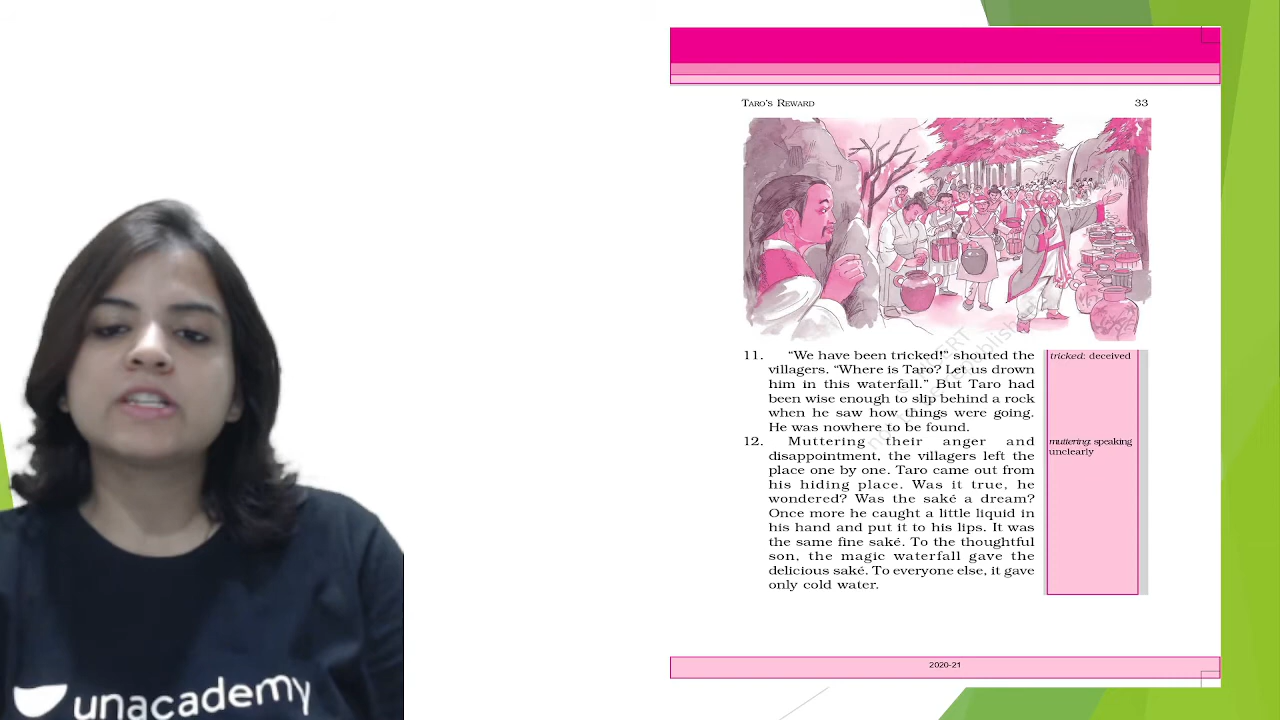 TARO'S REWARD 33
11. "We have been tricked!" shouted the
villagers. "Where is Taro? Let us drown
him in this waterfall." But Taro had
been wise enough to slip behind a rock
when he saw how things were going.
He was nowhere to be found.
12. Muttering their anger and
disappointment, the villagers left the
place one by one. Taro came out from
his hiding place. Was it true, he
wondered? Was the saké a dream?
Once more he caught a little liquid in
his hand and put it to his lips. It was
the same fine saké. To the thoughtful
son, the magic waterfall gave the
delicious saké. To everyone else, it gave
only cold water.
tricked: deceived
muttering: speaking
unclearly
2020-21
unacademy